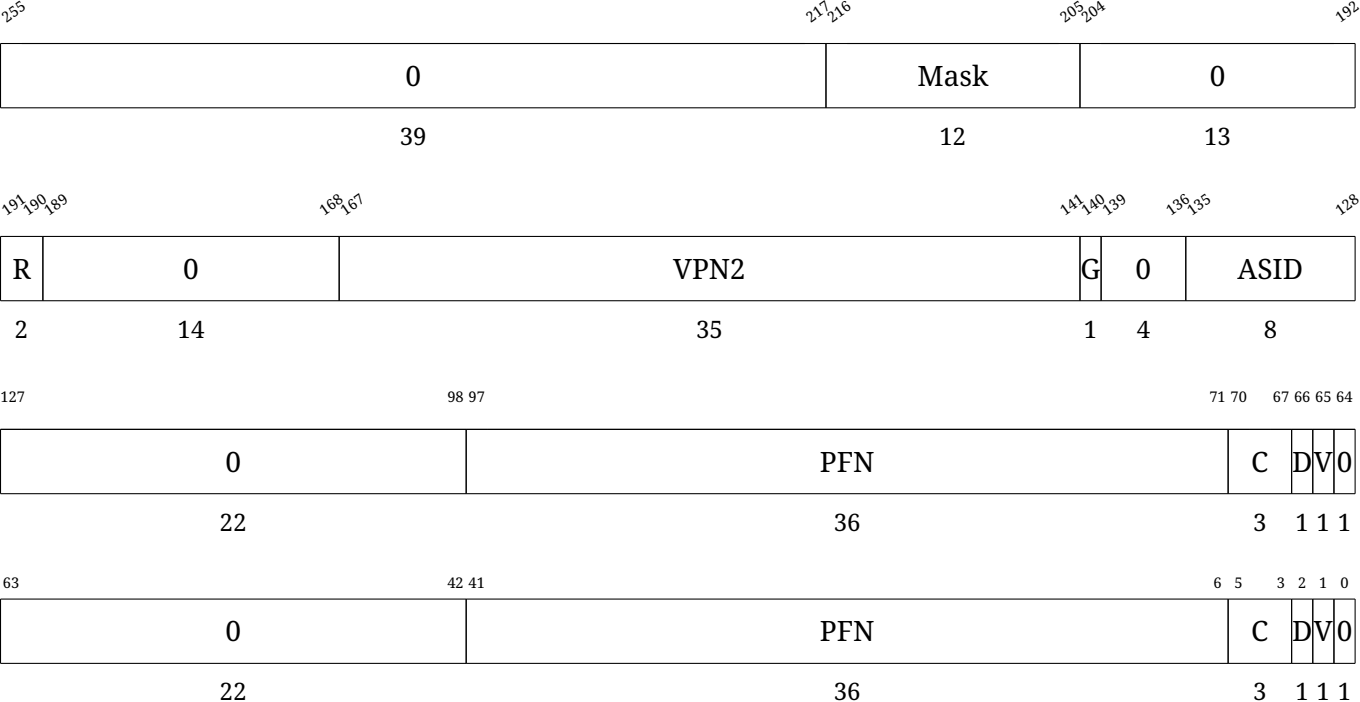 255 217 216 205 204 192
0 Mask 0
39 12 13
191 190 189 168 167 141 140 139 136 135 128
R 0 VPN2 G 0 ASID
2 14 35 1 4 8
127 98 97 71 70 67 66 65 64
0 PFN C D V 0
22 36 3 1 1 1
63 42 41 6 5 3 2 1 0
0 PFN C D V 0
22 36 3 1 1 1